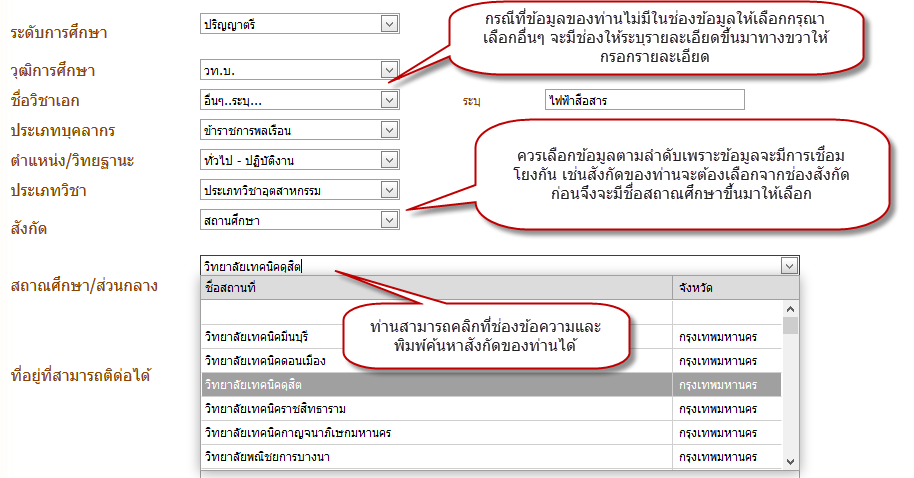 ระดับการศึกษา
ปริญญาตรี
กรณีที่ข้อมูลของท่านไม่มีในช่องข้อมูลให้เลือกกรุณา
เลือกอื่นๆ จะมีช่องให้ระบุรายละเอียดขึ้นมาทางขวาให้
กรอกรายละเอียด
วุฒิการศึกษา
วท.บ.
ชื่อวิชาเอก
อื่นๆ..ระบุ...
ระบุ
ไฟฟ้าสื่อสาร
ประเภทบุคลากร
ข้าราชการพลเรือน
ตำแหน่ง/วิทยฐานะ
ทั่วไป - ปฏิบัติงาน
ประเภทวิชา
ประเภทวิชาอุตสาหกรรม
ควรเลือกข้อมูลตามลำดับเพราะข้อมูลจะมีการเชื่อม
โยงกัน เช่นสังกัดของท่านจะต้องเลือกจากช่องสังกัด
ก่อนจึงจะมีชื่อสถาณศึกษาขึ้นมาให้เลือก
สังกัด
สถานศึกษา
สถาณศึกษา/ส่วนกลาง
วิทยาลัยเทคนิคดุสิต
ชื่อสถานที่ จังหวัด
ท่านสามารถคลิกที่ช่องข้อความและ
พิมพ์ค้นหาสังกัดของท่านได้
วิทยาลัยเทคนิคมีนบุรี กรุงเทพมหานคร
วิทยาลัยเทคนิคดอนเมือง กรุงเทพมหานคร
ที่อยู่ที่สามารถติดต่อได้
วิทยาลัยเทคนิคดุสิต กรุงเทพมหานคร
วิทยาลัยเทคนิคราชสิทธาราม กรุงเทพมหานคร
วิทยาลัยเทคนิคกาญจนาภิเษกมหานคร กรุงเทพมหานคร
วิทยาลัยพณิชยการบางนา กรุงเทพมหานคร